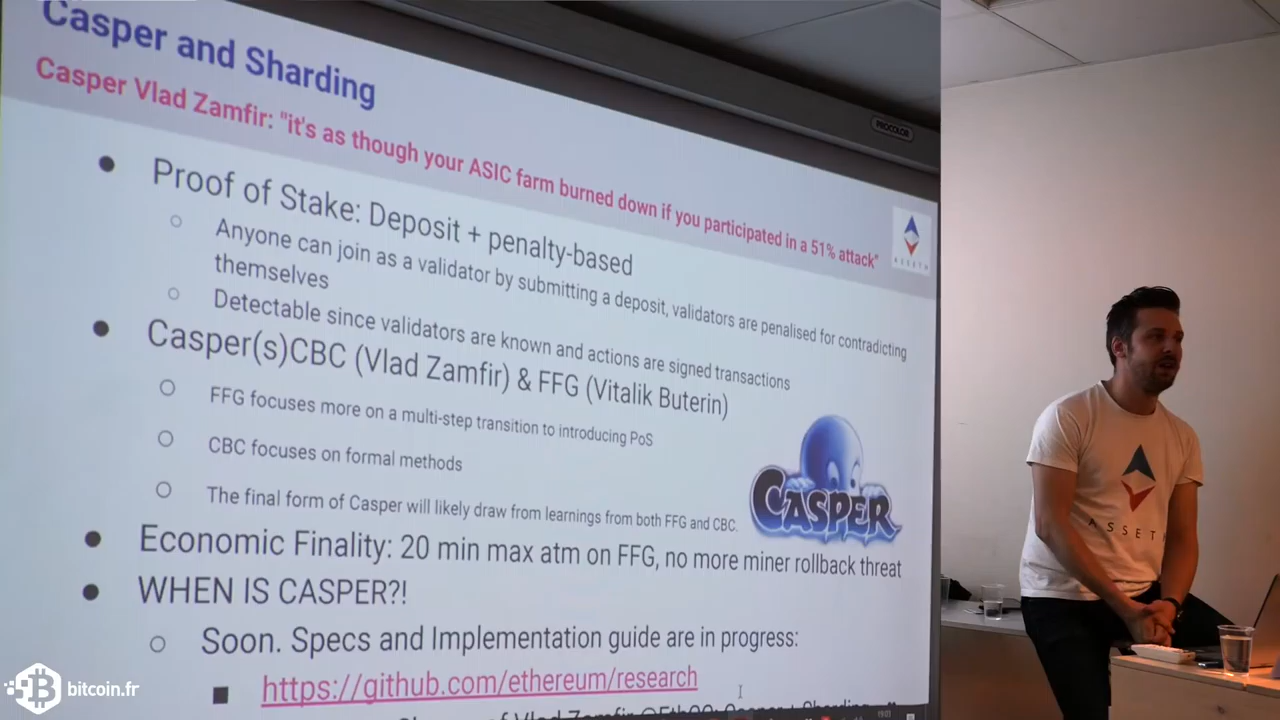 Casper and Sharding
PROCOLOR
Casper Vlad Zamfir: "it's as though your ASIC farm burned down if you participated in a 51% attack"
ASSETH
Proof of Stake: Deposit + penalty-based
Anyone can join as a validator by submitting a deposit, validators are penalised for contradicting
themselves
Detectable since validators are known and actions are signed transactions
Casper(s)CBC (Vlad Zamfir) & FFG (Vitalik Buterin)
FFG focuses more on a multi-step transition to introducing PoS
CBC focuses on formal methods
The final form of Casper will likely draw from learnings from both FFG and CBC.
CASPER
Economic Finality: 20 min max atm on FFG, no more miner rollback threat
WHEN IS CASPER?!
Soon. Specs and Implementation guide are in progress:
https://github.com/ethereum/research
of Vlad Zamfir
ASSETH
bitcoin.fr